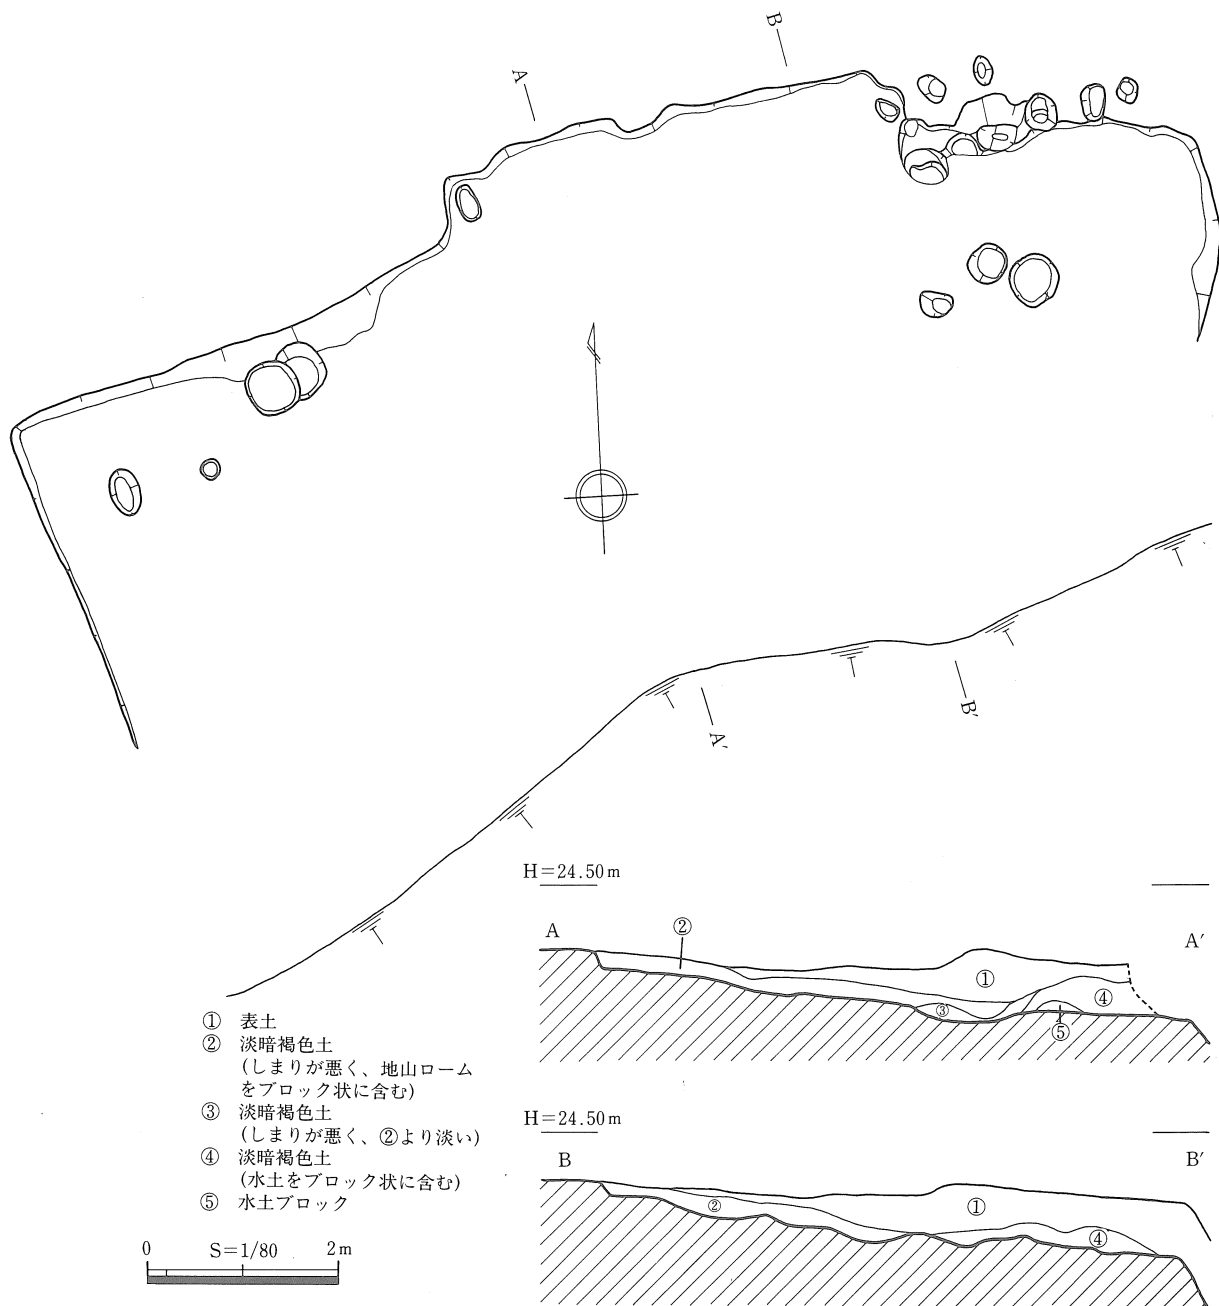 B
A
B′
A′
H=24.50m
A
②
A′
①
③
④
⑤
① 表土
② 淡暗褐色土
(しまりが悪く、地山ローム
をブロック状に含む)
③ 淡暗褐色土
(しまりが悪く、②より淡い)
④ 淡暗褐色土
(水土をブロック状に含む)
⑤ 水土ブロック
0 S=1/80 2m
H=24.50m
B
B′
②
①
④